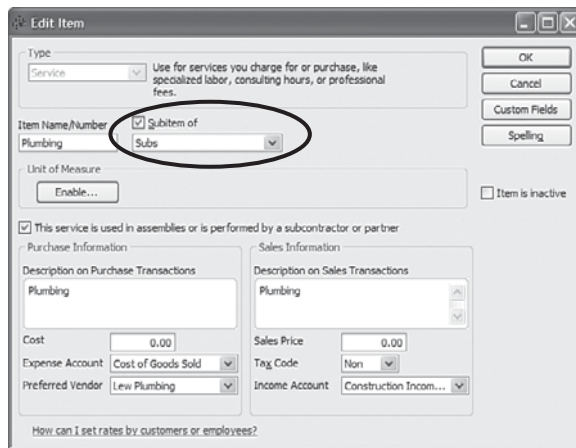 Edit Item
Type
Service
Use for services you charge for or purchase, like
specialized labor, consulting hours, or professional
fees.
OK
Cancel
Custom Fields
Spelling
Item Name/Number
Subitem of
Plumbing
Subs
Unit of Measure
Enable...
Item is inactive
This service is used in assemblies or is performed by a subcontractor or partner
Purchase Information
Description on Purchase Transactions
Plumbing
Cost 0.00
Expense Account Cost of Goods Sold
Preferred Vendor Lew Plumbing
Sales Information
Description on Sales Transactions
Plumbing
Sales Price 0.00
Tax Code Non
Income Account Construction Incom...
How can I set rates by customers or employees?